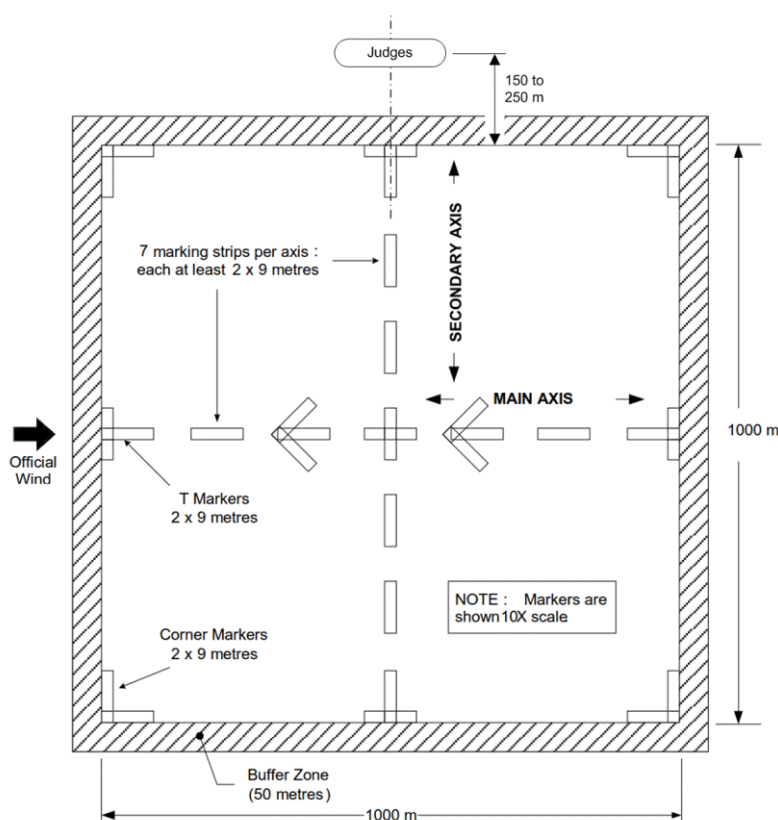 Judges
150 to
250 m
7 marking strips per axis :
each at least 2 x 9 metres
SECONDARY AXIS
MAIN AXIS
1000 m
Official
Wind
T Markers
2 x 9 metres
NOTE : Markers are
shown 10X scale
Corner Markers
2 x 9 metres
Buffer Zone
(50 metres)
1000 m